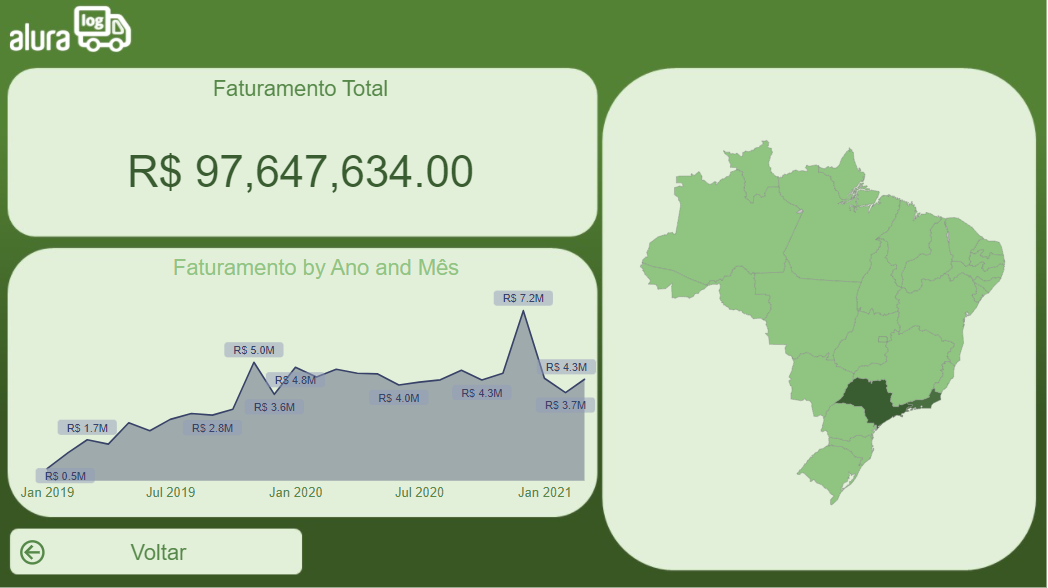 alura log
Faturamento Total
R$ 97,647,634.00
Faturamento by Ano and Mês
R$ 7.2M
R$ 5.0M
R$ 4.8M
R$ 4.3M
R$ 3.6M
R$ 4.0M
R$ 4.3M
R$ 3.7M
R$ 1.7M
R$ 2.8M
R$ 0.5M
Jan 2019
Jul 2019
Jan 2020
Jul 2020
Jan 2021
Voltar